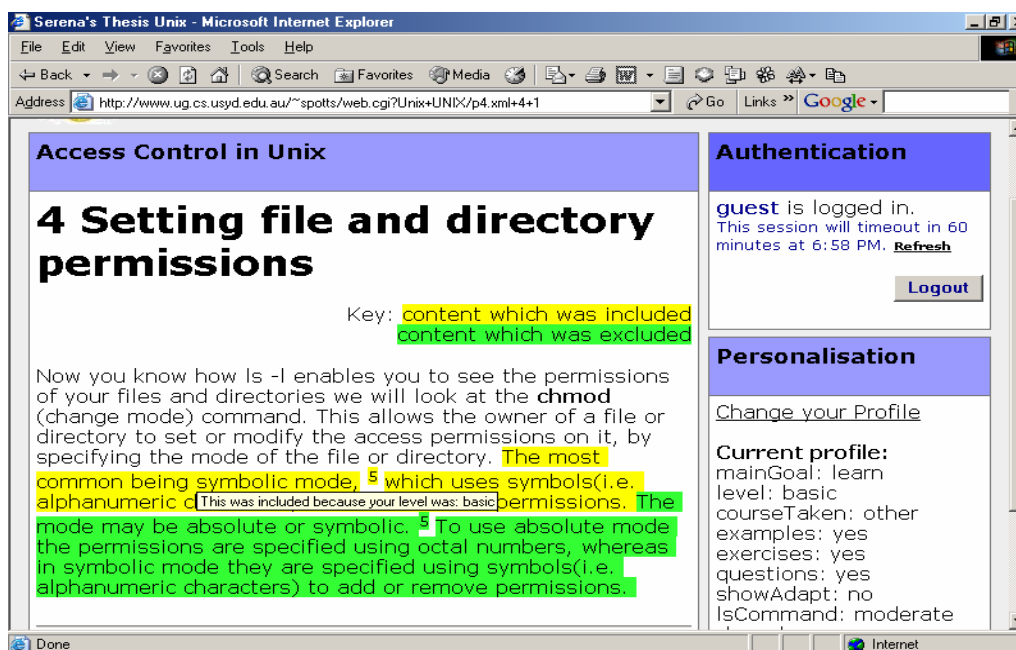 Serena's Thesis Unix - Microsoft Internet Explorer
File Edit View Favorites Tools Help
Back Search Favorites Media
Address http://www.ug.cs.usyd.edu.au/~spotts/web.cgi?Unix+UNIX/p4.xml+4+1 Go Links » Google
Access Control in Unix
4 Setting file and directory
permissions
Key: content which was included
content which was excluded
Now you know how ls -l enables you to see the permissions
of your files and directories we will look at the chmod
(change mode) command. This allows the owner of a file or
directory to set or modify the access permissions on it, by
specifying the mode of the file or directory. The most
common being symbolic mode, 5 which uses symbols(i.e.
alphanumeric c permissions. The
This was included because your level was: basic
mode may be absolute or symbolic. 5 To use absolute mode
the permissions are specified using octal numbers, whereas
in symbolic mode they are specified using symbols(i.e.
alphanumeric characters) to add or remove permissions.
Authentication
guest is logged in.
This session will timeout in 60
minutes at 6:58 PM. Refresh
Logout
Personalisation
Change your Profile
Current profile:
mainGoal: learn
level: basic
courseTaken: other
examples: yes
exercises: yes
questions: yes
showAdapt: no
lsCommand: moderate
Done Internet